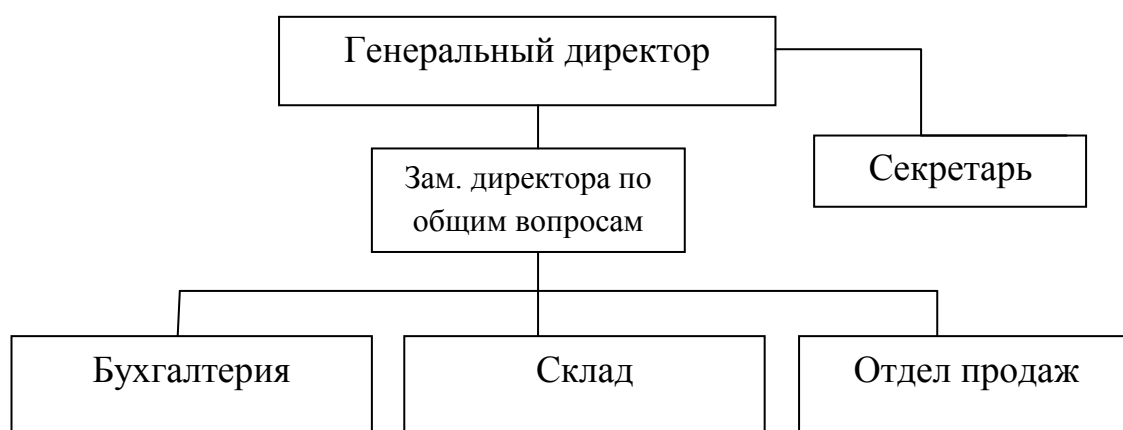 Генеральный директор
Секретарь
Зам. директора по
общим вопросам
Бухгалтерия
Склад
Отдел продаж